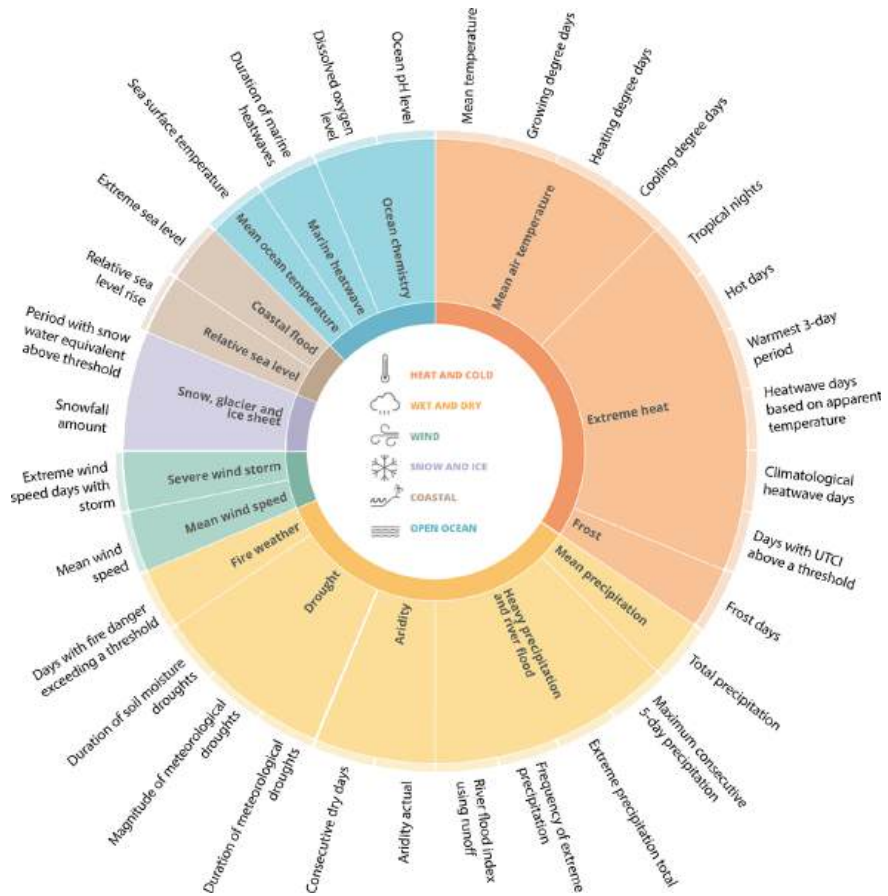 Mean temperature
Growing degree days
Heating degree days
Cooling degree days
Tropical nights
Hot days
Warmest 3-day
period
Heatwave days
based on apparent
temperature
Climatological
heatwave days
Days with UTCI
above a threshold
Frost days
Total precipitation
Maximum consecutive
5-day precipitation
Extreme precipitation total
Frequency of extreme
precipitation
River flood index
using runoff
Aridity actual
Consecutive dry days
Duration of meteorological
droughts
Magnitude of meteorological
droughts
Duration of soil moisture
droughts
Days with fire danger
exceeding a threshold
Mean wind
speed
Extreme wind
speed days with
storm
Snowfall
amount
Period with snow
water equivalent
above threshold
Relative sea
level rise
Extreme sea level
Sea surface temperature
Duration of marine
heatwaves
Dissolved oxygen
level
Ocean pH level
Mean air temperature
Extreme heat
Frost
Mean precipitation
Heavy precipitation
and river flood
Aridity
Drought
Fire weather
Mean wind speed
Severe wind storm
Snow, glacier and
ice sheet
Relative sea level
Coastal flood
Mean ocean temperature
Marine heatwave
Ocean chemistry
HEAT AND COLD
WET AND DRY
WIND
SNOW AND ICE
COASTAL
OPEN OCEAN